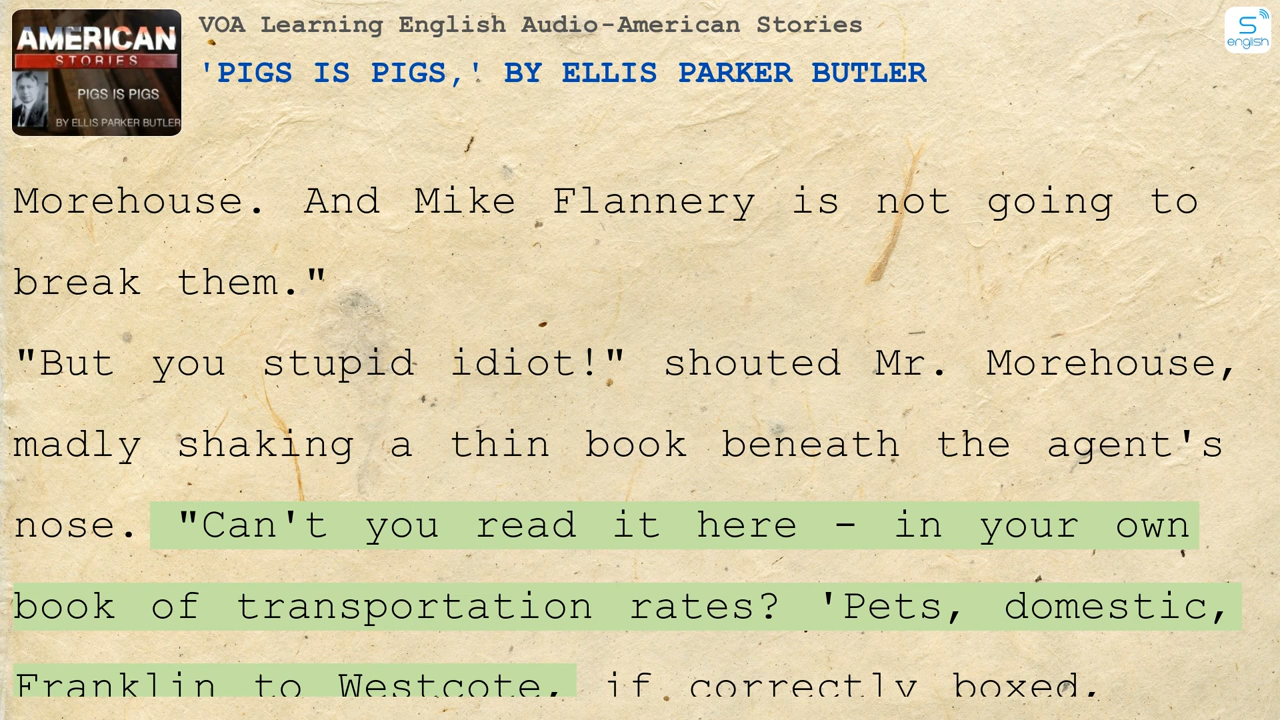 AMERICAN
STORIES
PIGS IS PIGS
BY ELLIS PARKER BUTLER
VOA Learning English Audio-American Stories
'PIGS IS PIGS,' BY ELLIS PARKER BUTLER
S
english
Morehouse. And Mike Flannery is not going to
break them."
"But you stupid idiot!" shouted Mr. Morehouse,
madly shaking a thin book beneath the agent's
nose. "Can't you read it here - in your own
book of transportation rates? 'Pets, domestic,
Franklin to Westcote, if correctly boxed,